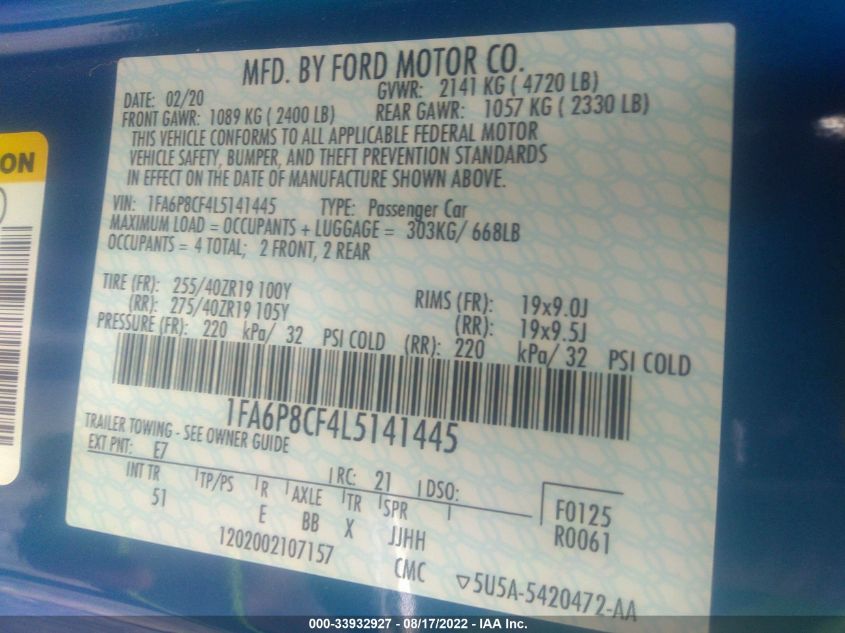 MFD. BY FORD MOTOR CO.
DATE: 02/20 GVWR: 2141 KG ( 4720 LB)
FRONT GAWR: 1089 KG ( 2400 LB) REAR GAWR: 1057 KG ( 2330 LB)
THIS VEHICLE CONFORMS TO ALL APPLICABLE FEDERAL MOTOR
VEHICLE SAFETY, BUMPER, AND THEFT PREVENTION STANDARDS
IN EFFECT ON THE DATE OF MANUFACTURE SHOWN ABOVE.
VIN: 1FA6P8CF4L5141445 TYPE: Passenger Car
MAXIMUM LOAD = OCCUPANTS + LUGGAGE = 303KG/ 668LB
OCCUPANTS = 4 TOTAL; 2 FRONT, 2 REAR
TIRE (FR): 255/40ZR19 100Y RIMS (FR): 19x9.0J
(RR): 275/40ZR19 105Y (RR): 19x9.5J
PRESSURE (FR): 220 kPa/ 32 PSI COLD (RR): 220 kPa/ 32 PSI COLD
1FA6P8CF4L5141445
TRAILER TOWING - SEE OWNER GUIDE
EXT PNT: E7 RC: 21 DSO:
INT TR TP/PS R AXLE TR SPR F0125
51 E BB X JJHH R0061
1202002107157 CMC ▽5U5A-5420472-AA
ON
000-33932927 - 08/17/2022 - IAA Inc.